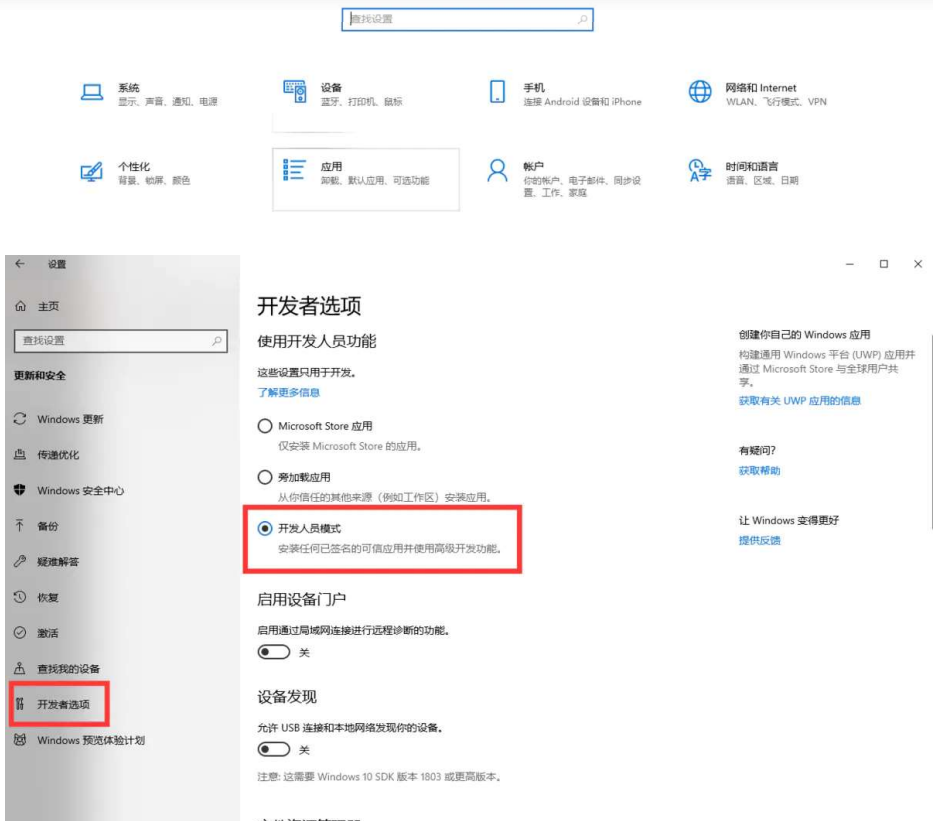 查找设置
系统
显示、声音、通知、电源
设备
蓝牙、打印机、鼠标
手机
连接 Android 设备和 iPhone
网络和 Internet
WLAN、飞行模式、VPN
个性化
背景、锁屏、颜色
应用
卸载、默认应用、可选功能
帐户
你的帐户、电子邮件、同步设
置、工作、家庭
时间和语言
语音、区域、日期
设置
主页
查找设置
更新和安全
Windows 更新
传递优化
Windows 安全中心
备份
疑难解答
恢复
激活
查找我的设备
开发者选项
Windows 预览体验计划
开发者选项
使用开发人员功能
这些设置只用于开发。
了解更多信息
Microsoft Store 应用
仅安装 Microsoft Store 的应用。
旁加载应用
从你信任的其他来源（例如工作区）安装应用。
开发人员模式
安装任何已签名的可信应用并使用高级开发功能。
启用设备门户
启用通过局域网连接进行远程诊断的功能。
关
设备发现
允许 USB 连接和本地网络发现你的设备。
关
注意: 这需要 Windows 10 SDK 版本 1803 或更高版本。
创建你自己的 Windows 应用
构建通用 Windows 平台 (UWP) 应用并
通过 Microsoft Store 与全球用户共
享。
获取有关 UWP 应用的信息
有疑问?
获取帮助
让 Windows 变得更好
提供反馈